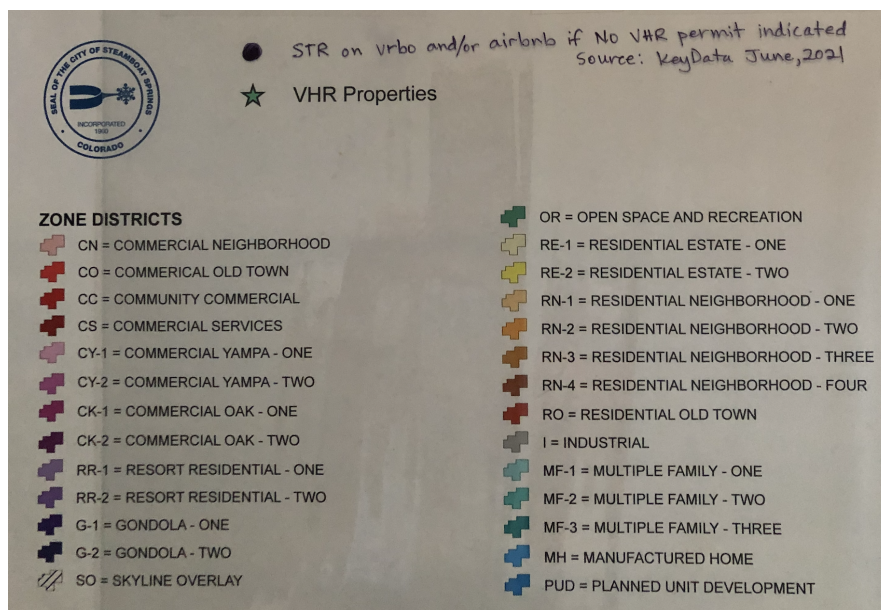 STR on vrbo and/or airbnb if No VHR permit indicated
Source: KeyData June, 2021
VHR Properties
SEAL OF THE CITY OF STEAMBOAT SPRINGS
INCORPORATED
1900
COLORADO
ZONE DISTRICTS
CN = COMMERCIAL NEIGHBORHOOD
CO = COMMERICAL OLD TOWN
CC = COMMUNITY COMMERCIAL
CS = COMMERCIAL SERVICES
CY-1 = COMMERCIAL YAMPA - ONE
CY-2 = COMMERCIAL YAMPA - TWO
CK-1 = COMMERCIAL OAK - ONE
CK-2 = COMMERCIAL OAK - TWO
RR-1 = RESORT RESIDENTIAL - ONE
RR-2 = RESORT RESIDENTIAL - TWO
G-1 = GONDOLA - ONE
G-2 = GONDOLA - TWO
SO = SKYLINE OVERLAY
OR = OPEN SPACE AND RECREATION
RE-1 = RESIDENTIAL ESTATE - ONE
RE-2 = RESIDENTIAL ESTATE - TWO
RN-1 = RESIDENTIAL NEIGHBORHOOD - ONE
RN-2 = RESIDENTIAL NEIGHBORHOOD - TWO
RN-3 = RESIDENTIAL NEIGHBORHOOD - THREE
RN-4 = RESIDENTIAL NEIGHBORHOOD - FOUR
RO = RESIDENTIAL OLD TOWN
I = INDUSTRIAL
MF-1 = MULTIPLE FAMILY - ONE
MF-2 = MULTIPLE FAMILY - TWO
MF-3 = MULTIPLE FAMILY - THREE
MH = MANUFACTURED HOME
PUD = PLANNED UNIT DEVELOPMENT